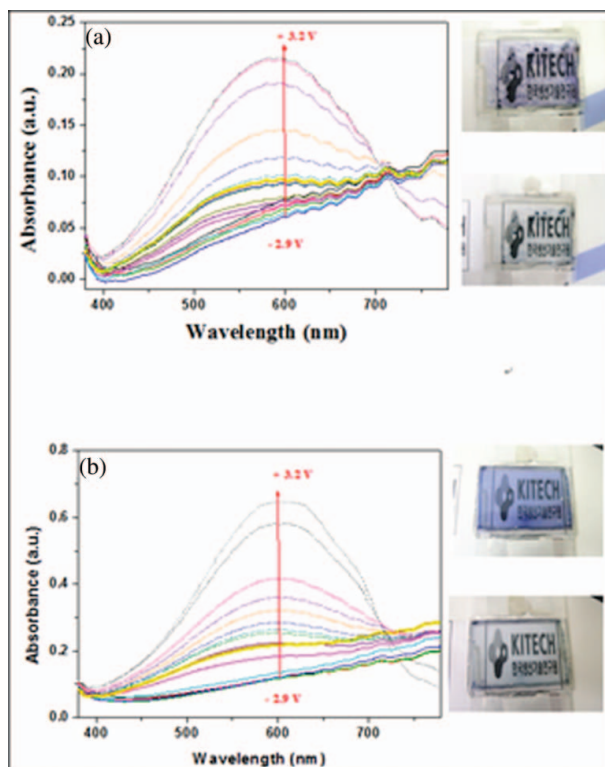 (a)
0.25
0.20
0.15
0.10
0.05
0.00
Absorbance (a.u.)
+ 3.2 V
- 2.9 V
400
500
600
700
Wavelength (nm)
KITECH
KITECH
(b)
0.8
0.6
0.4
0.2
0.0
Absorbance (a.u.)
+ 3.2 V
- 2.9 V
400
500
600
700
Wavelength (nm)
KITECH
KITECH